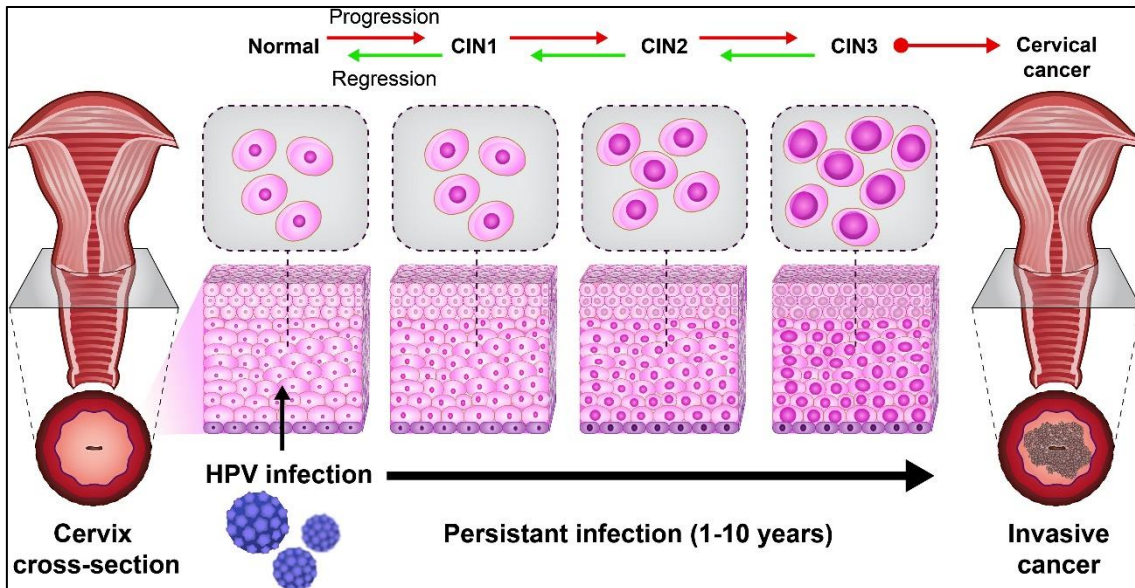 Progression
Normal
CIN1
CIN2
CIN3
Cervical
cancer
Regression
HPV infection
Persistant infection (1-10 years)
Cervix
cross-section
Invasive
cancer